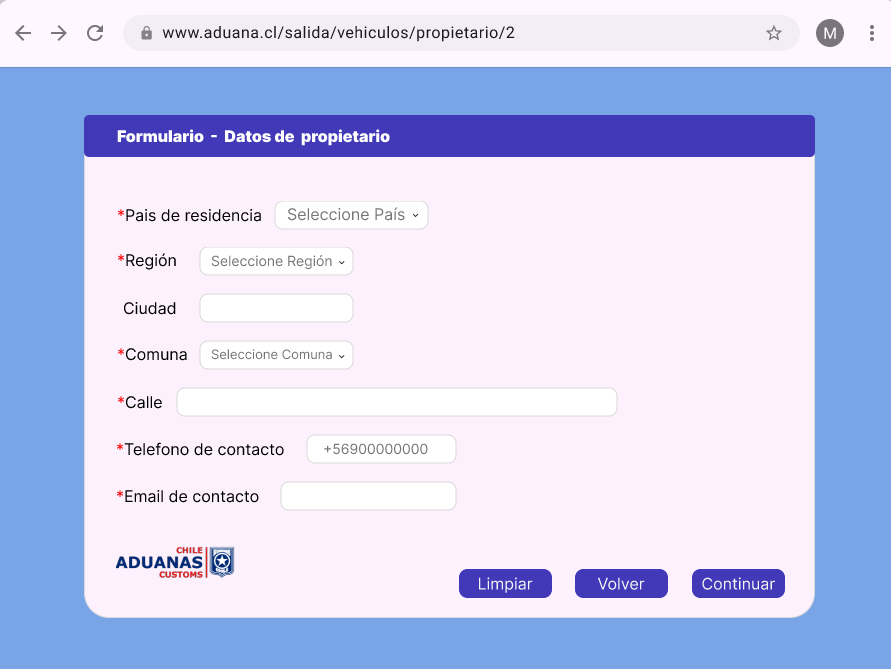 www.aduana.cl/salida/vehiculos/propietario/2
M
Formulario - Datos de propietario
*Pais de residencia Seleccione País
*Región Seleccione Región
Ciudad
*Comuna Seleccione Comuna
*Calle
*Telefono de contacto +56900000000
*Email de contacto
CHILE
ADUANAS
CUSTOMS
Limpiar Volver Continuar